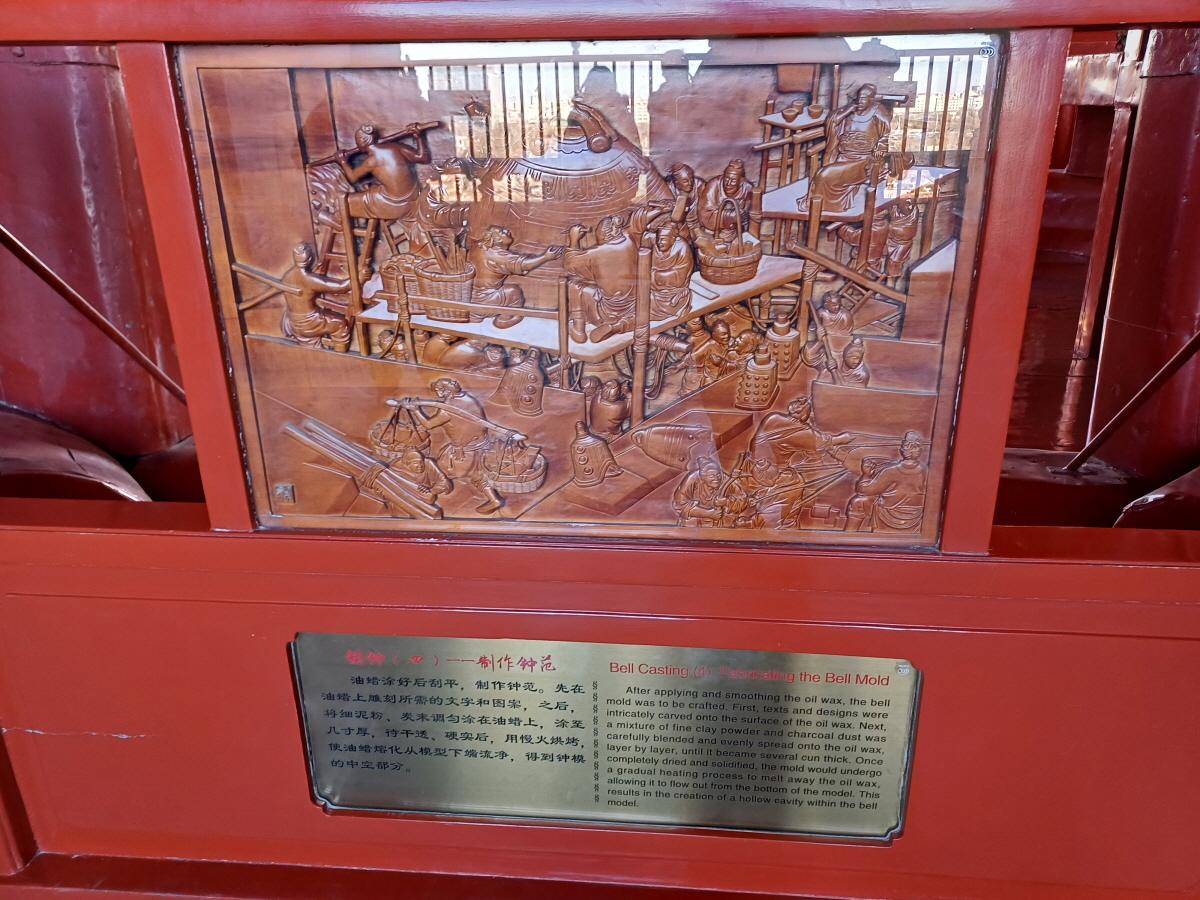 铸钟（四）——制作钟范
油蜡涂好后刮平，制作钟范。先在
油蜡上雕刻所需的文字和图案，之后，
将细泥粉、炭末调匀涂在油蜡上，涂至
几寸厚，待干透、硬实后，用慢火烘烤，
使油蜡熔化从模型下端流净，得到钟模
的中空部分。
Bell Casting (4) Fabricating the Bell Mold
After applying and smoothing the oil wax, the bell
mold was to be crafted. First, texts and designs were
intricately carved onto the surface of the oil wax. Next,
a mixture of fine clay powder and charcoal dust was
carefully blended and evenly spread onto the oil wax,
layer by layer, until it became several cun thick. Once
completely dried and solidified, the mold would undergo
a gradual heating process to melt away the oil wax,
allowing it to flow out from the bottom of the model. This
results in the creation of a hollow cavity within the bell
model.